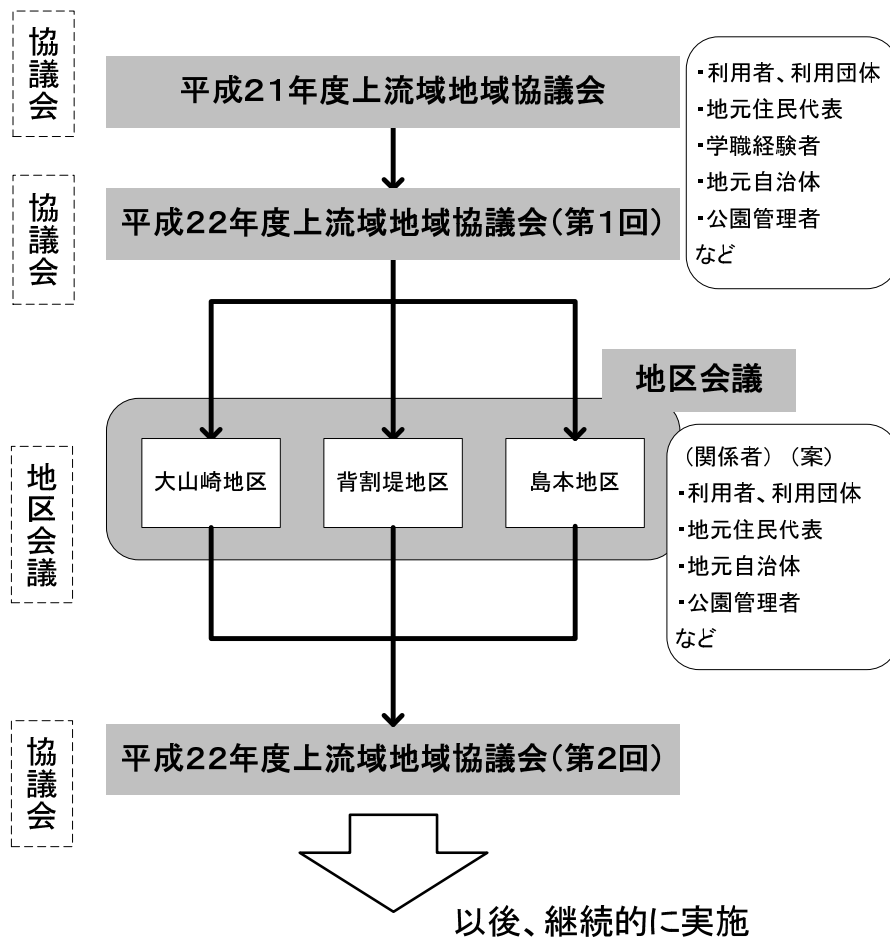 協議会
平成21年度上流域地域協議会
・利用者、利用団体
・地元住民代表
・学職経験者
・地元自治体
・公園管理者
など
協議会
平成22年度上流域地域協議会(第1回)
地区会議
地区会議
大山崎地区
背割堤地区
島本地区
(関係者)(案)
・利用者、利用団体
・地元住民代表
・地元自治体
・公園管理者
など
協議会
平成22年度上流域地域協議会(第2回)
以後、継続的に実施